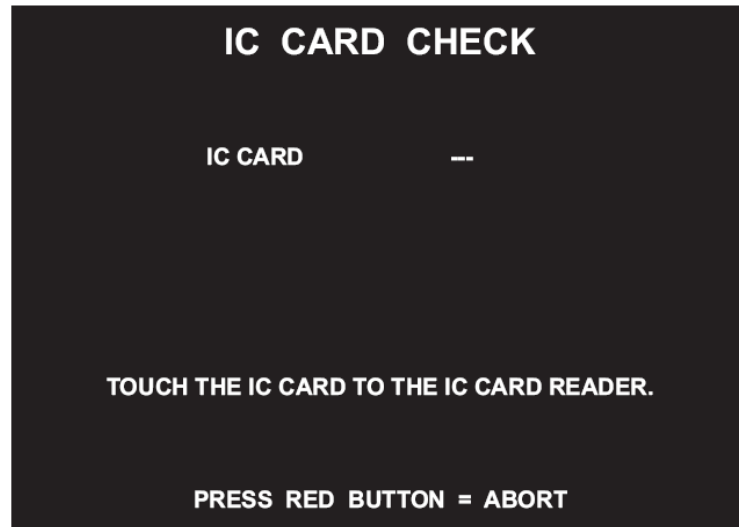 IC CARD CHECK
IC CARD ---
TOUCH THE IC CARD TO THE IC CARD READER.
PRESS RED BUTTON = ABORT